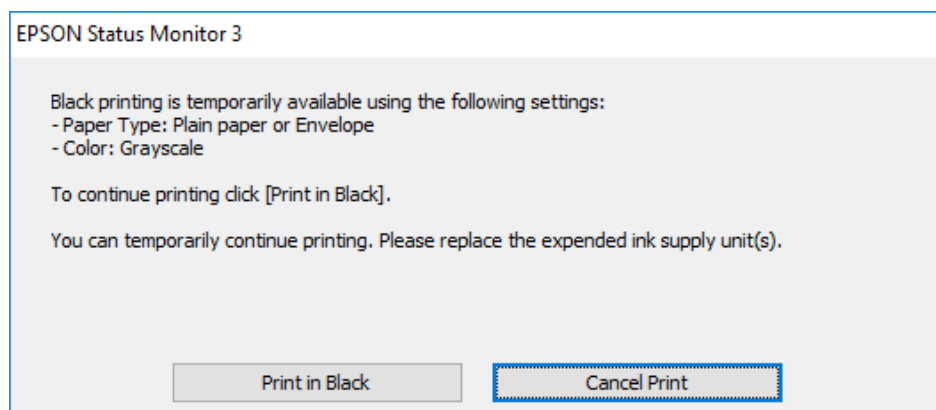 EPSON Status Monitor 3
Black printing is temporarily available using the following settings:
- Paper Type: Plain paper or Envelope
- Color: Grayscale
To continue printing click [Print in Black].
You can temporarily continue printing. Please replace the expended ink supply unit(s).
Print in Black
Cancel Print